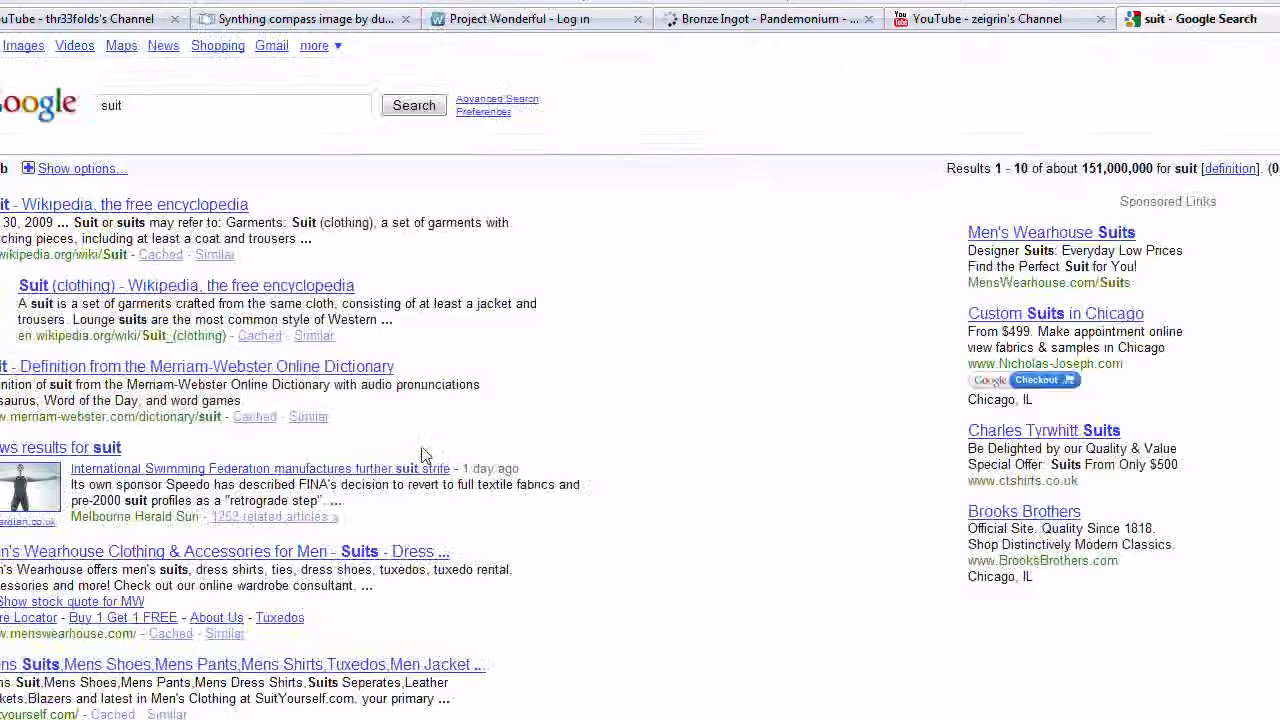 ouTube - thr33folds's Channel
Synthing compass image by du...
Project Wonderful - Log in
Bronze Ingot - Pandemonium - ...
YouTube - zeigrin's Channel
suit - Google Search
Images Videos Maps News Shopping Gmail more ▼
Google
suit
Search
Advanced Search
Preferences
b
Show options...
Results 1 - 10 of about 151,000,000 for suit [definition]. (0
it - Wikipedia, the free encyclopedia
30, 2009 ... Suit or suits may refer to: Garments: Suit (clothing), a set of garments with
ching pieces, including at least a coat and trousers ...
wikipedia.org/wiki/Suit - Cached - Similar
Suit (clothing) - Wikipedia, the free encyclopedia
A suit is a set of garments crafted from the same cloth, consisting of at least a jacket and
trousers. Lounge suits are the most common style of Western ...
en.wikipedia.org/wiki/Suit_(clothing) - Cached - Similar
it - Definition from the Merriam-Webster Online Dictionary
nition of suit from the Merriam-Webster Online Dictionary with audio pronunciations
saurus, Word of the Day, and word games
w.merriam-webster.com/dictionary/suit - Cached - Similar
ws results for suit
International Swimming Federation manufactures further suit strife - 1 day ago
Its own sponsor Speedo has described FINA's decision to revert to full textile fabrics and
pre-2000 suit profiles as a "retrograde step". ...
Melbourne Herald Sun - 1252 related articles »
ardian.co.uk
n's Wearhouse Clothing & Accessories for Men - Suits - Dress ...
n's Wearhouse offers men's suits, dress shirts, ties, dress shoes, tuxedos, tuxedo rental,
essories and more! Check out our online wardrobe consultant. ...
Show stock quote for MW
re Locator - Buy 1 Get 1 FREE - About Us - Tuxedos
w.menswearhouse.com/ - Cached - Similar
ns Suits,Mens Shoes,Mens Pants,Mens Shirts,Tuxedos,Men Jacket ...
ns Suit,Mens Shoes,Mens Pants,Mens Dress Shirts,Suits Seperates,Leather
kets,Blazers and latest in Men's Clothing at SuitYourself.com. your primary ...
tyourself.com/ - Cached - Similar
Sponsored Links
Men's Wearhouse Suits
Designer Suits: Everyday Low Prices
Find the Perfect Suit for You!
MensWearhouse.com/Suits
Custom Suits in Chicago
From $499. Make appointment online
view fabrics & samples in Chicago
www.Nicholas-Joseph.com
Google Checkout
Chicago, IL
Charles Tyrwhitt Suits
Be Delighted by our Quality & Value
Special Offer: Suits From Only $500
www.ctshirts.co.uk
Brooks Brothers
Official Site. Quality Since 1818.
Shop Distinctively Modern Classics.
www.BrooksBrothers.com
Chicago, IL